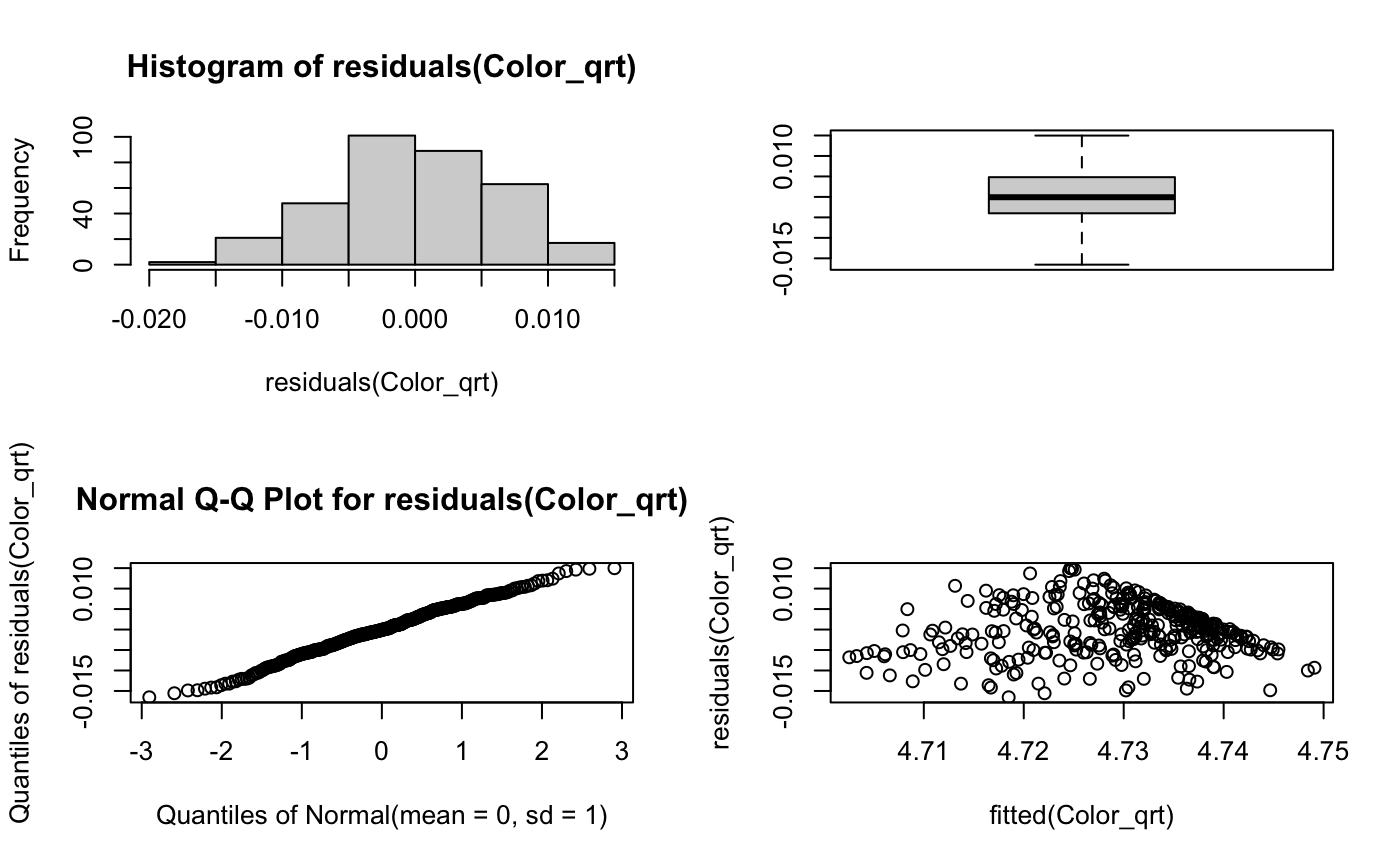 Histogram of residuals(Color_qrt)
Frequency
0 40 100
-0.020 -0.010 0.000 0.010
residuals(Color_qrt)
-0.015 0.010
Normal Q-Q Plot for residuals(Color_qrt)
Quantiles of residuals(Color_qrt)
-0.015 0.010
-3 -2 -1 0 1 2 3
Quantiles of Normal(mean = 0, sd = 1)
residuals(Color_qrt)
-0.015 0.010
4.71 4.72 4.73 4.74 4.75
fitted(Color_qrt)